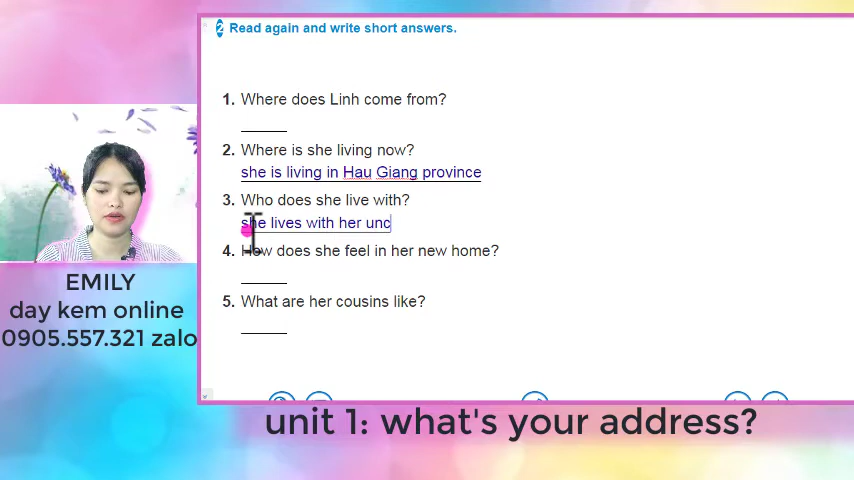 2 Read again and write short answers.
1. Where does Linh come from?
2. Where is she living now?
she is living in Hau Giang province
3. Who does she live with?
she lives with her unc
4. How does she feel in her new home?
5. What are her cousins like?
EMILY
day kem online
0905.557.321 zalo
unit 1: what's your address?